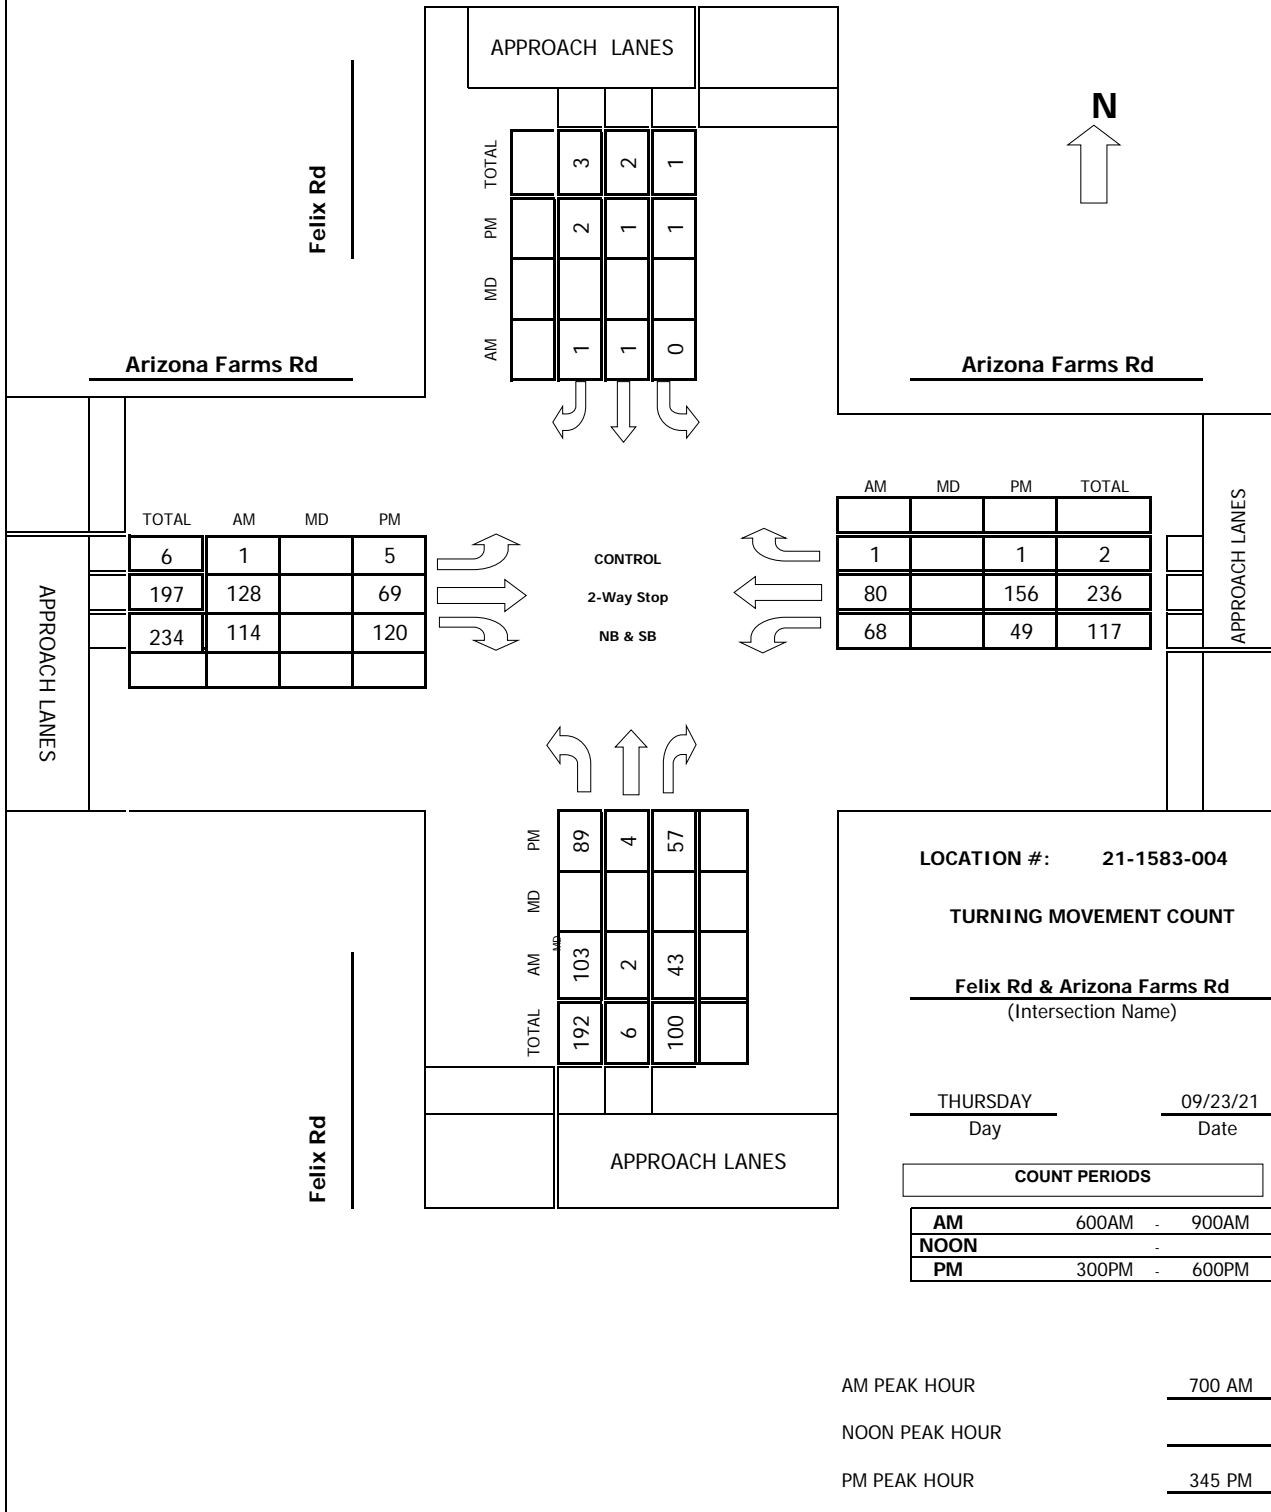 APPROACH LANES
N
Felix Rd
TOTAL 3 2 1
PM 2 1 1
MD
AM 1 1 0
Arizona Farms Rd
Arizona Farms Rd
AM MD PM TOTAL
1 1 2
80 156 236
68 49 117
APPROACH LANES
TOTAL AM MD PM
6 1 5
197 128 69
234 114 120
APPROACH LANES
CONTROL
2-Way Stop
NB & SB
PM 89 4 57
MD
MD
AM 103 2 43
TOTAL 192 6 100
Felix Rd
APPROACH LANES
LOCATION #: 21-1583-004
TURNING MOVEMENT COUNT
Felix Rd & Arizona Farms Rd
(Intersection Name)
THURSDAY 09/23/21
Day Date
COUNT PERIODS
AM 600AM - 900AM
NOON -
PM 300PM - 600PM
AM PEAK HOUR 700 AM
NOON PEAK HOUR
PM PEAK HOUR 345 PM